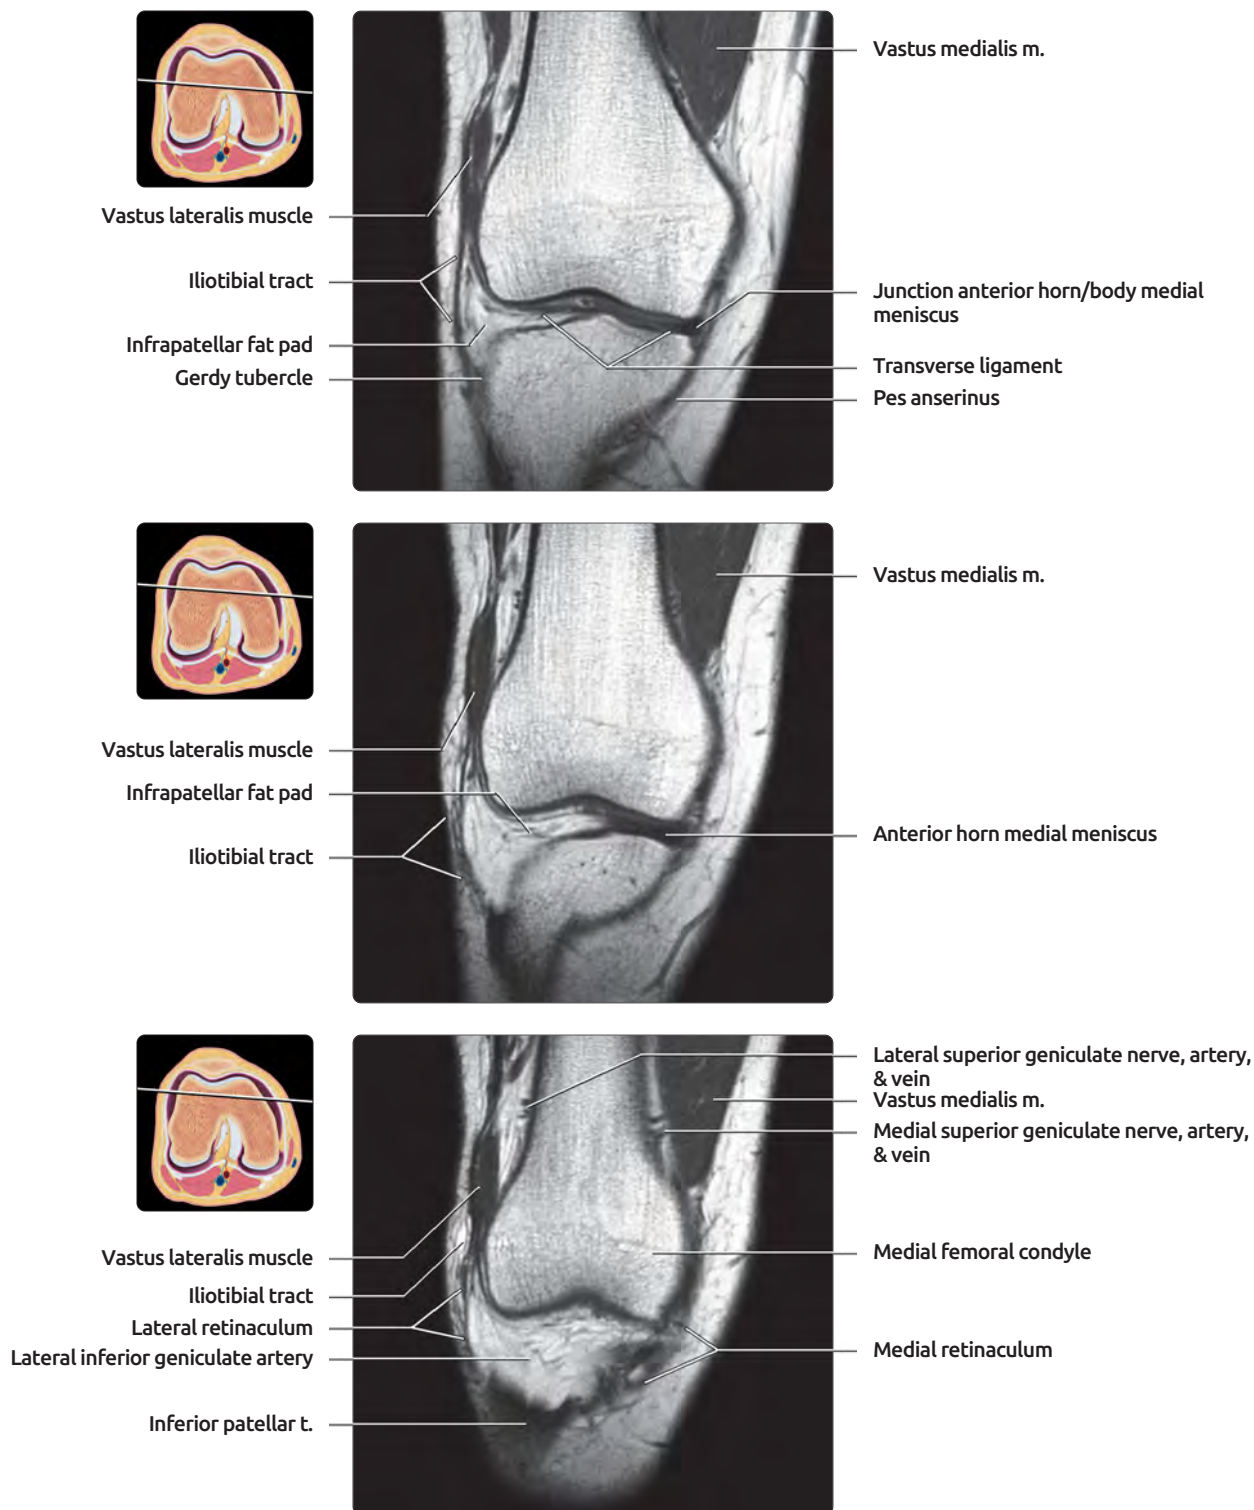 Vastus medialis m.
Vastus lateralis muscle
Iliotibial tract
Junction anterior horn/body medial
meniscus
Infrapatellar fat pad
Transverse ligament
Gerdy tubercle
Pes anserinus
Vastus medialis m.
Vastus lateralis muscle
Infrapatellar fat pad
Anterior horn medial meniscus
Iliotibial tract
Lateral superior geniculate nerve, artery,
& vein
Vastus medialis m.
Medial superior geniculate nerve, artery,
& vein
Vastus lateralis muscle
Medial femoral condyle
Iliotibial tract
Lateral retinaculum
Medial retinaculum
Lateral inferior geniculate artery
Inferior patellar t.